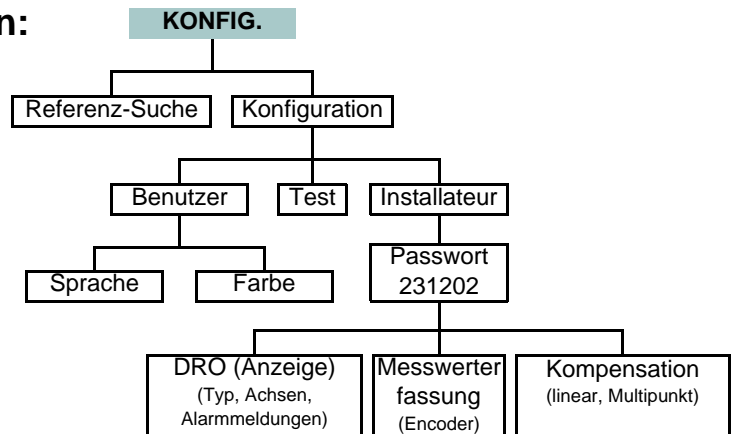 n:
KONFIG.
Referenz-Suche
Konfiguration
Benutzer
Test
Installateur
Passwort
231202
Sprache
Farbe
DRO (Anzeige)
(Typ, Achsen,
Alarmmeldungen)
Messwerter
fassung
(Encoder)
Kompensation
(linear, Multipunkt)